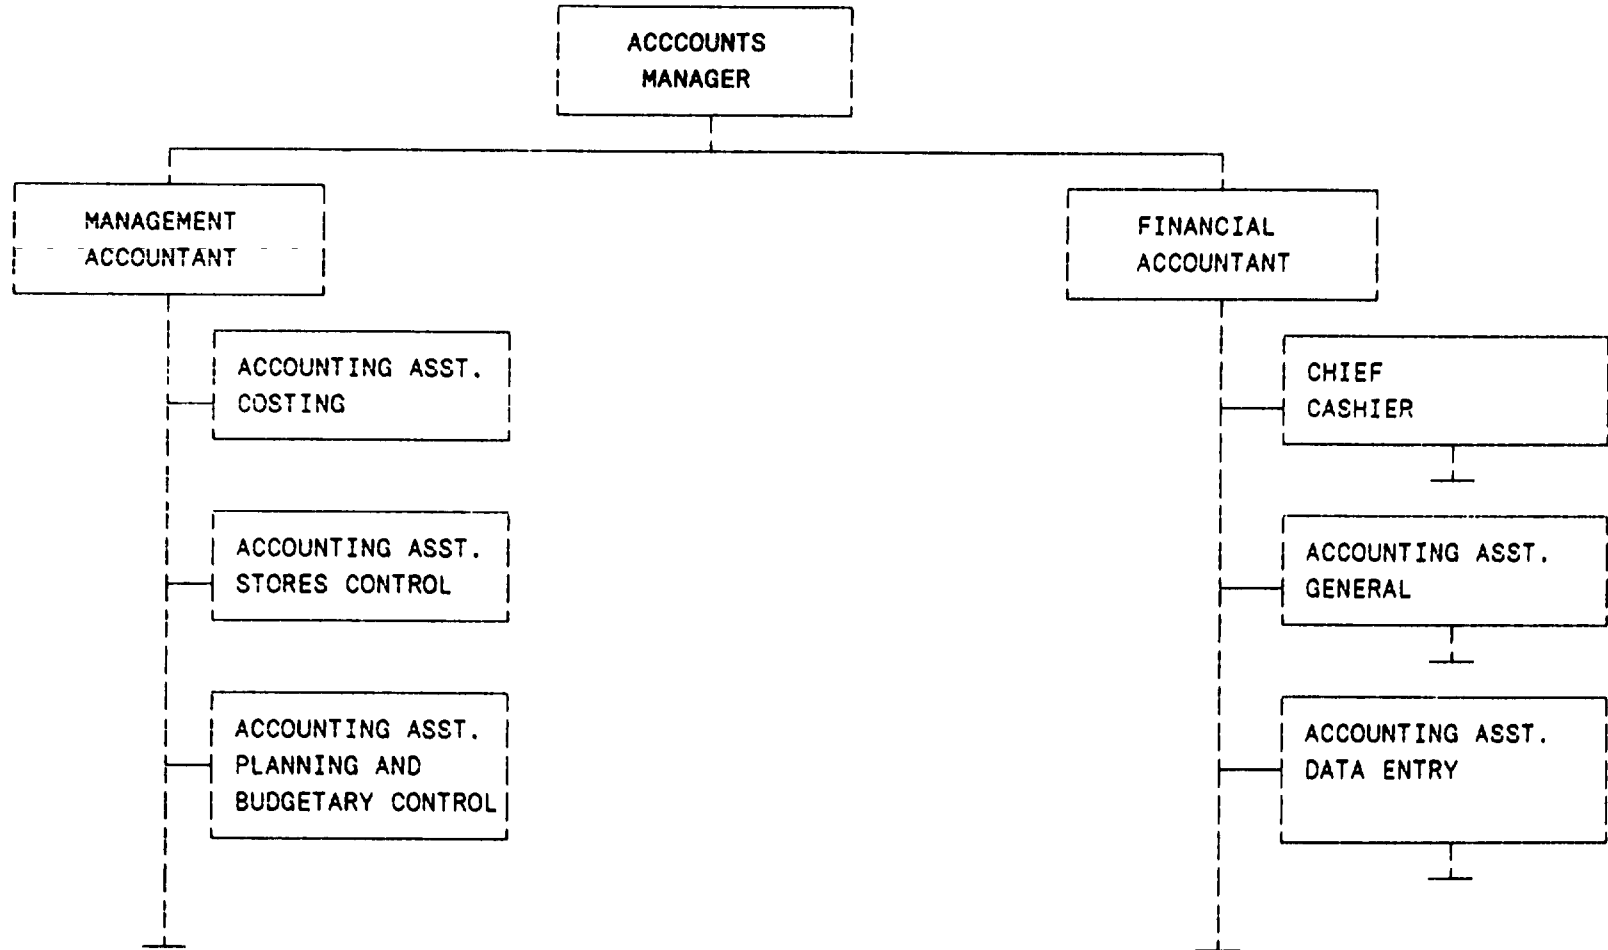 ACCCOUNTS
MANAGER
MANAGEMENT
ACCOUNTANT
FINANCIAL
ACCOUNTANT
ACCOUNTING ASST.
COSTING
CHIEF
CASHIER
ACCOUNTING ASST.
STORES CONTROL
ACCOUNTING ASST.
GENERAL
ACCOUNTING ASST.
PLANNING AND
BUDGETARY CONTROL
ACCOUNTING ASST.
DATA ENTRY